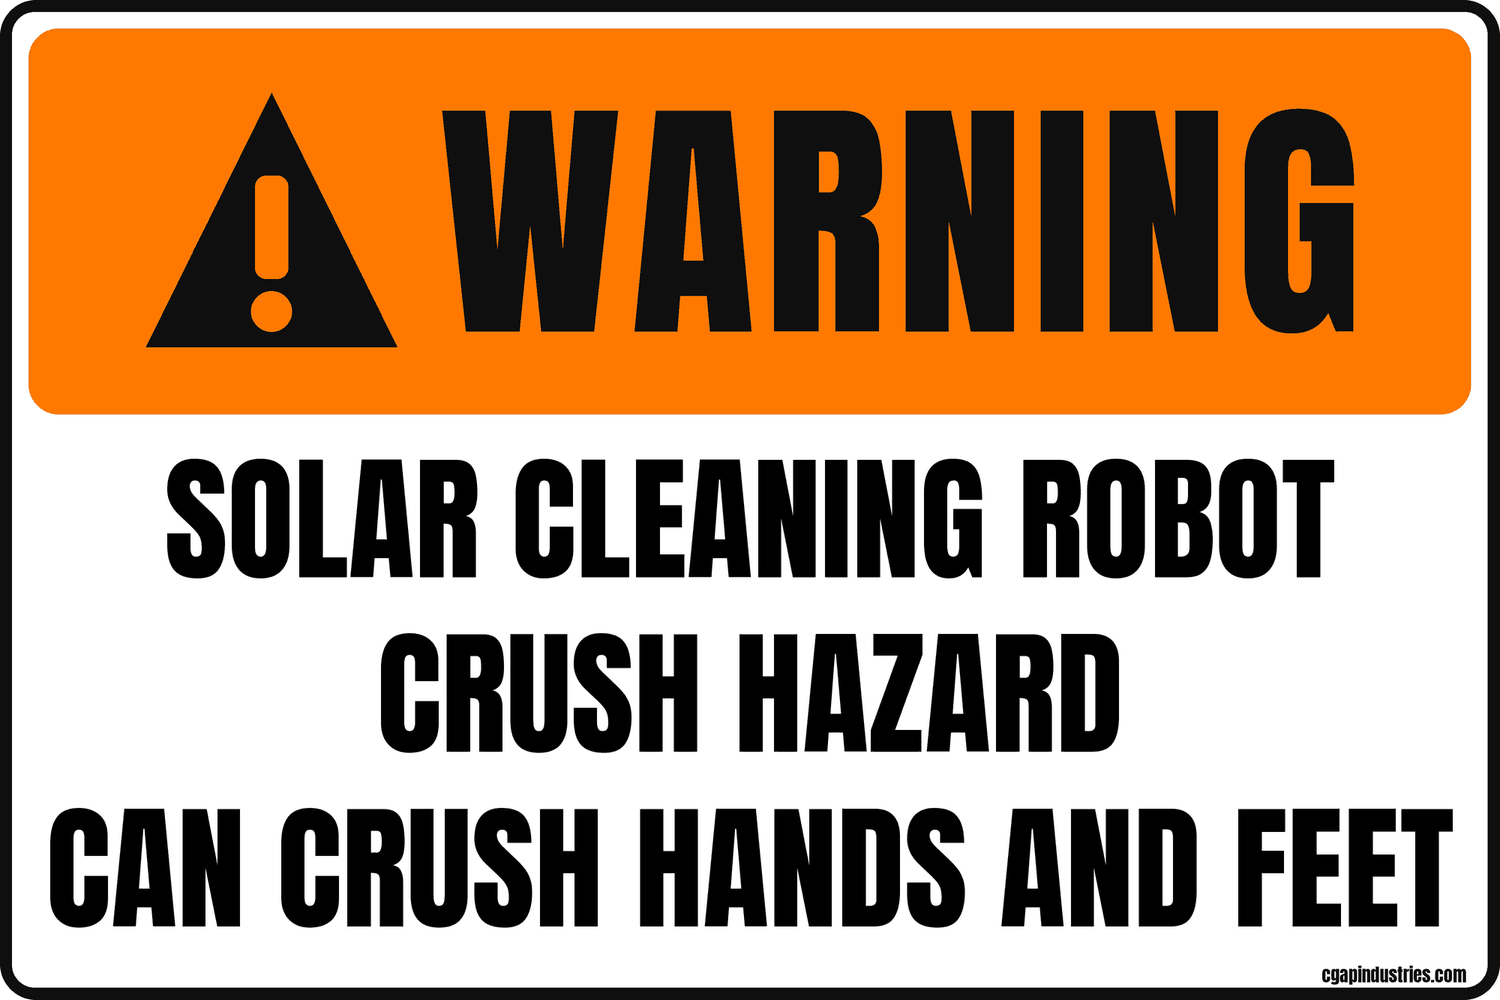 WARNING
SOLAR CLEANING ROBOT
CRUSH HAZARD
CAN CRUSH HANDS AND FEET
cgapindustries.com